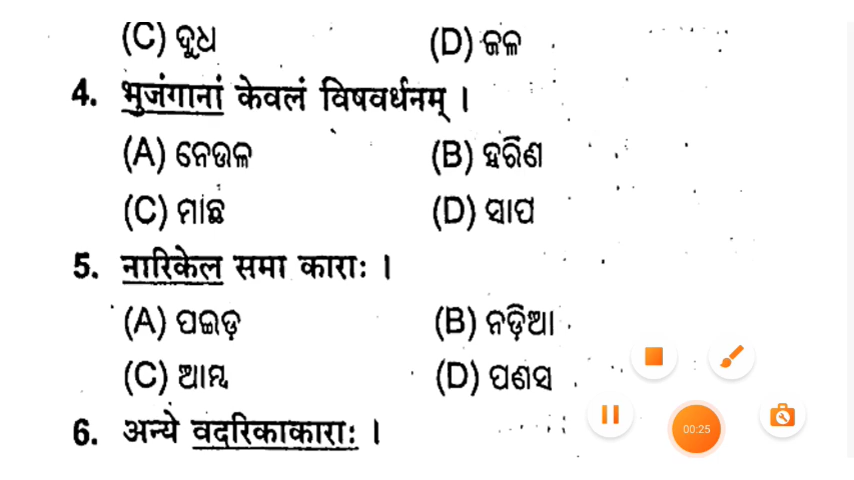 (C) ଦୁଧ (D) ଜଳ
4. भुजंगानां केवलं विषवर्धनम् ।
(A) ନେଉଳ (B) ହରିଣ
(C) ମାଛ (D) ସାପ
5. नारिकेल समा काराः ।
(A) ପଇଡ଼ (B) ନଡ଼ିଆ
(C) ଆମ୍ବ (D) ପଣସ
6. अन्ये वदरिकाकाराः ।
00:25